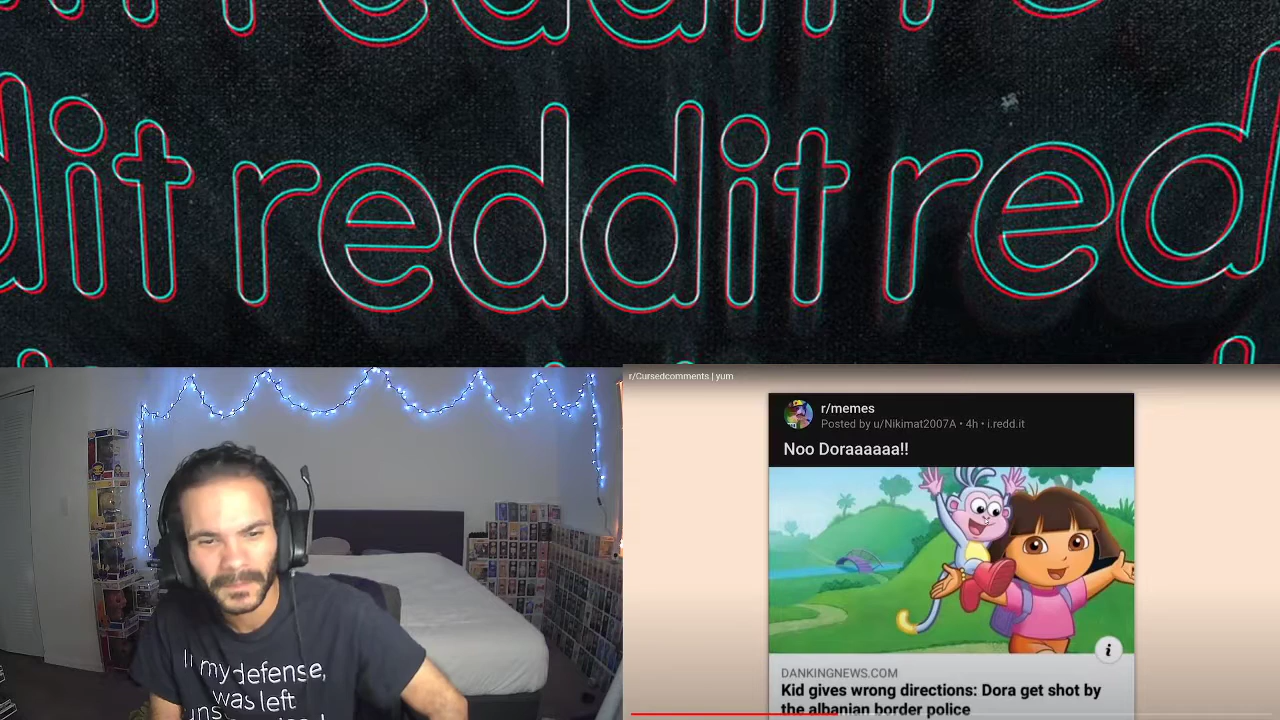 reddit reddit red
r/Cursedcomments | yum
r/memes
Posted by u/Nikimat2007A • 4h • i.redd.it
Noo Doraaaaaa!!
i
DANKINGNEWS.COM
Kid gives wrong directions: Dora get shot by
the albanian border police
my defense,
was left